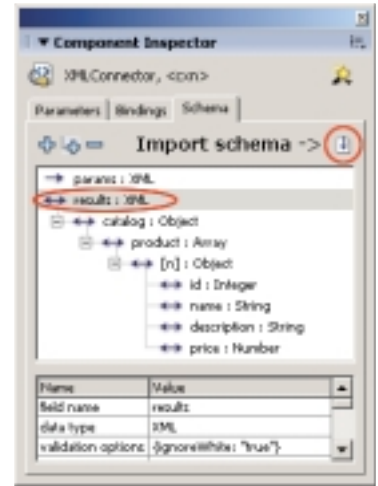 Component Inspector
XMLConnector, <cxn>
Parameters Bindings Schema
Import schema ->
params : XML
results : XML
catalog : Object
product : Array
[n] : Object
id : Integer
name : String
description : String
price : Number
Name Value
field name results
data type XML
validation options {ignoreWhite: "true"}